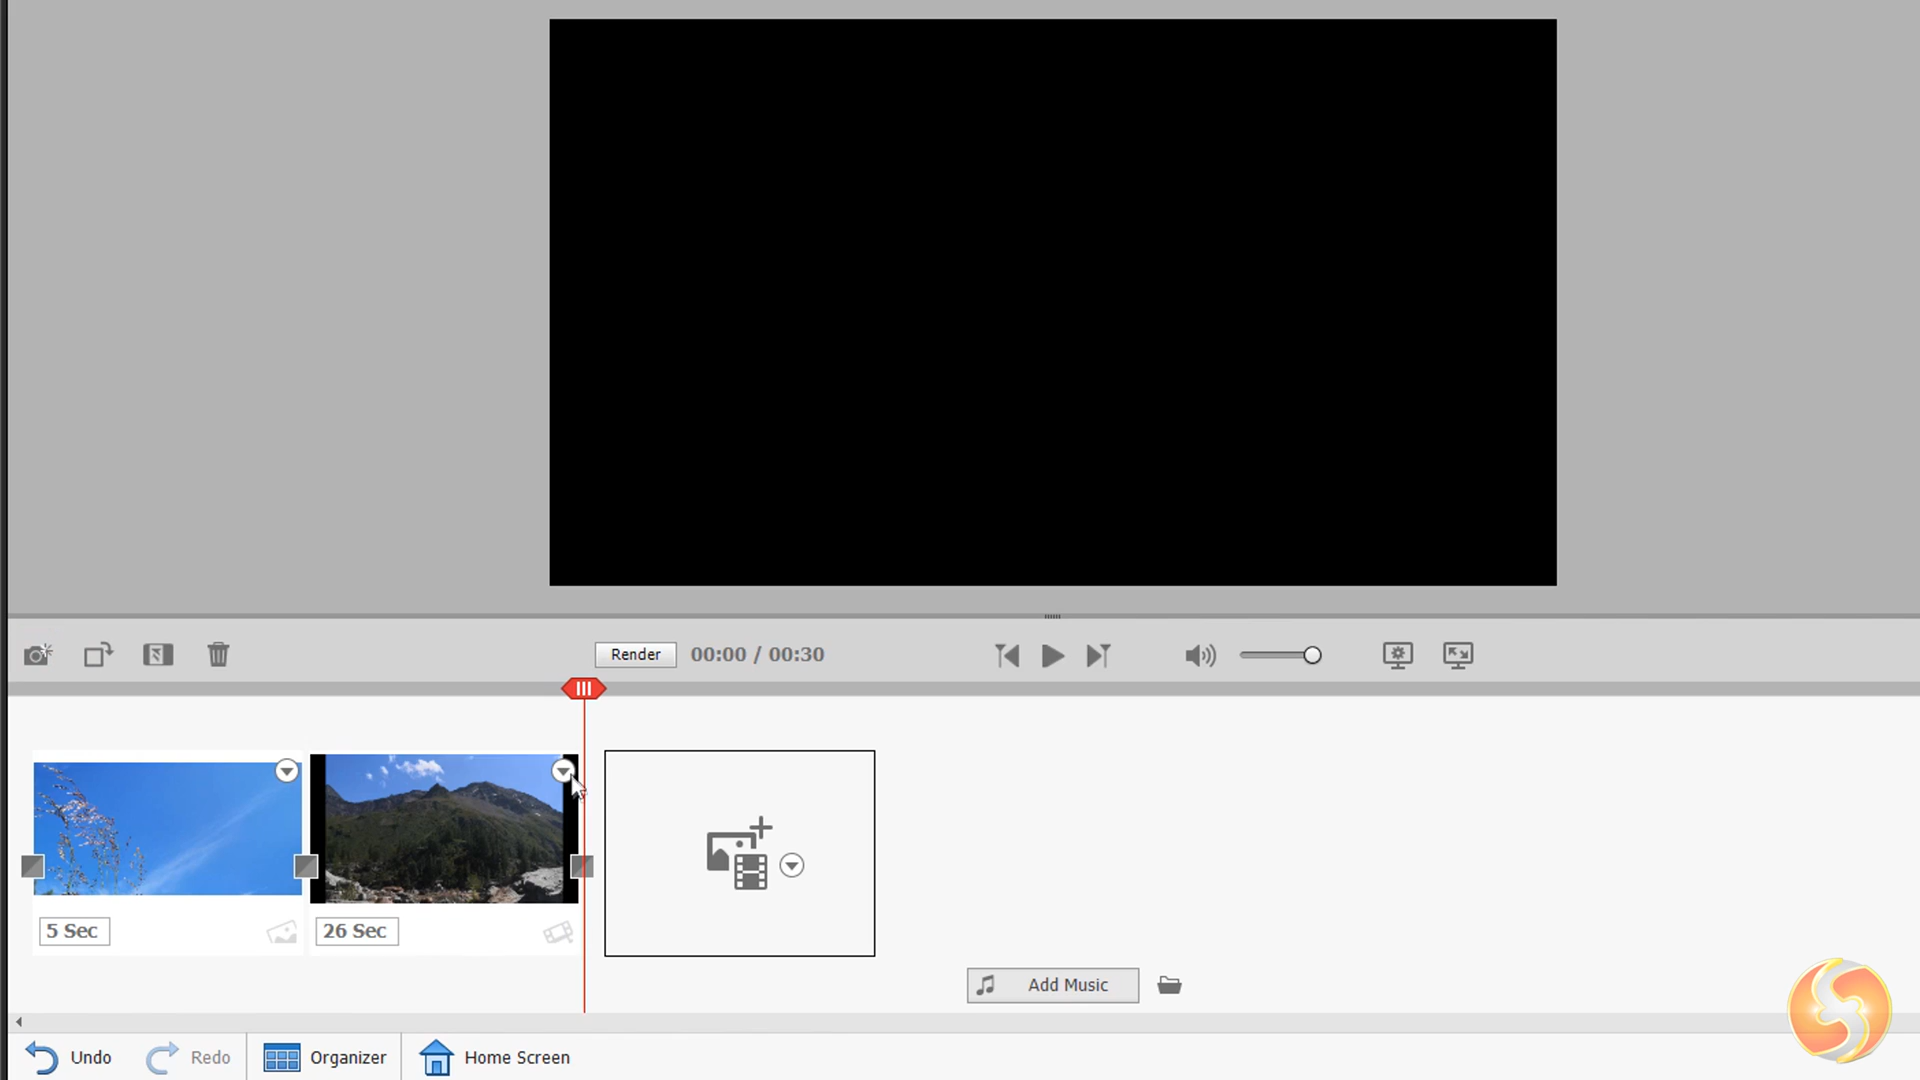 Render
00:00 / 00:30
5 Sec
26 Sec
Add Music
Undo
Redo
Organizer
Home Screen